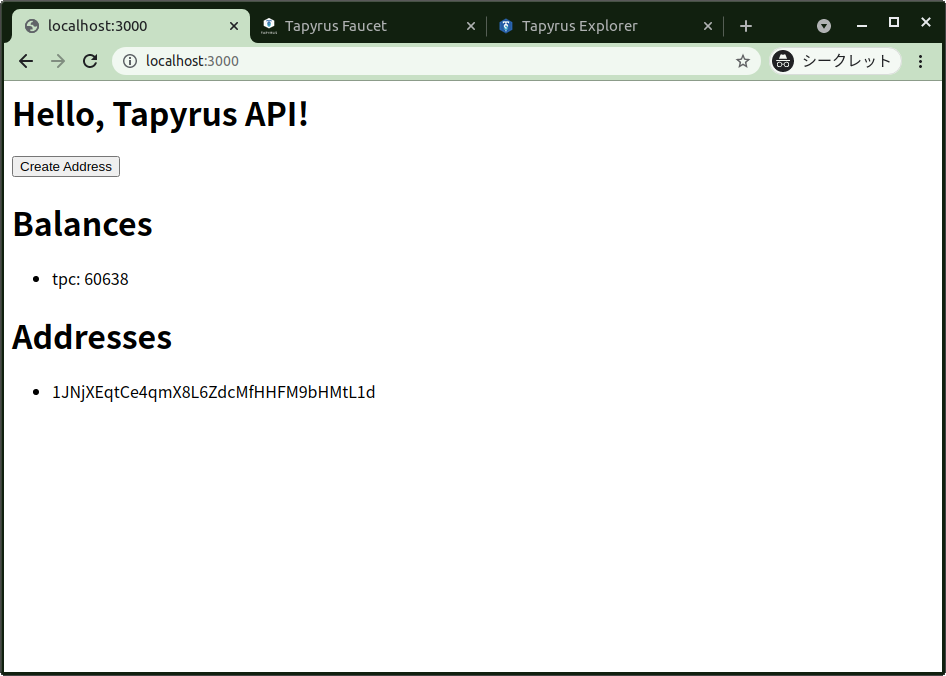 localhost:3000
Tapyrus Faucet
Tapyrus Explorer
localhost:3000
シークレット
Hello, Tapyrus API!
Create Address
Balances
tpc: 60638
Addresses
1JNjXEqtCe4qmX8L6ZdcMfHHFM9bHMtL1d